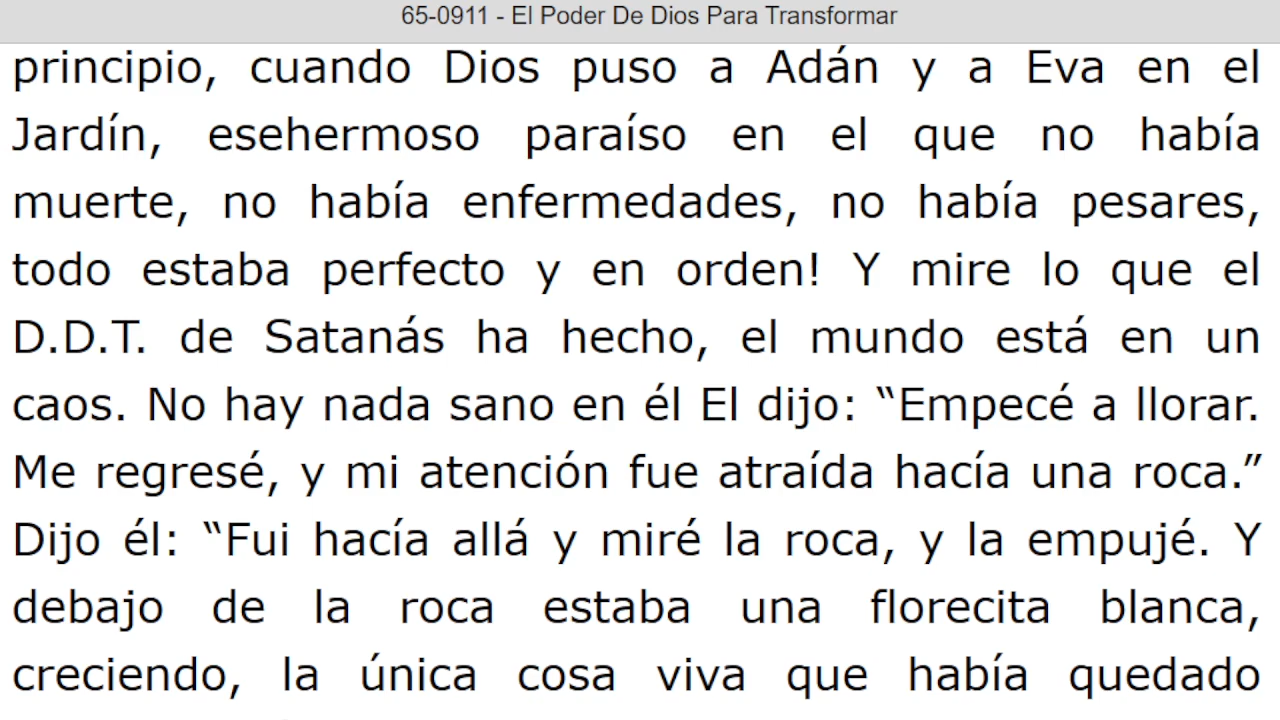 65-0911 - El Poder De Dios Para Transformar
principio, cuando Dios puso a Adán y a Eva en el
Jardín, esehermoso paraíso en el que no había
muerte, no había enfermedades, no había pesares,
todo estaba perfecto y en orden! Y mire lo que el
D.D.T. de Satanás ha hecho, el mundo está en un
caos. No hay nada sano en él El dijo: “Empecé a llorar.
Me regresé, y mi atención fue atraída hacía una roca.”
Dijo él: “Fui hacía allá y miré la roca, y la empujé. Y
debajo de la roca estaba una florecita blanca,
creciendo, la única cosa viva que había quedado